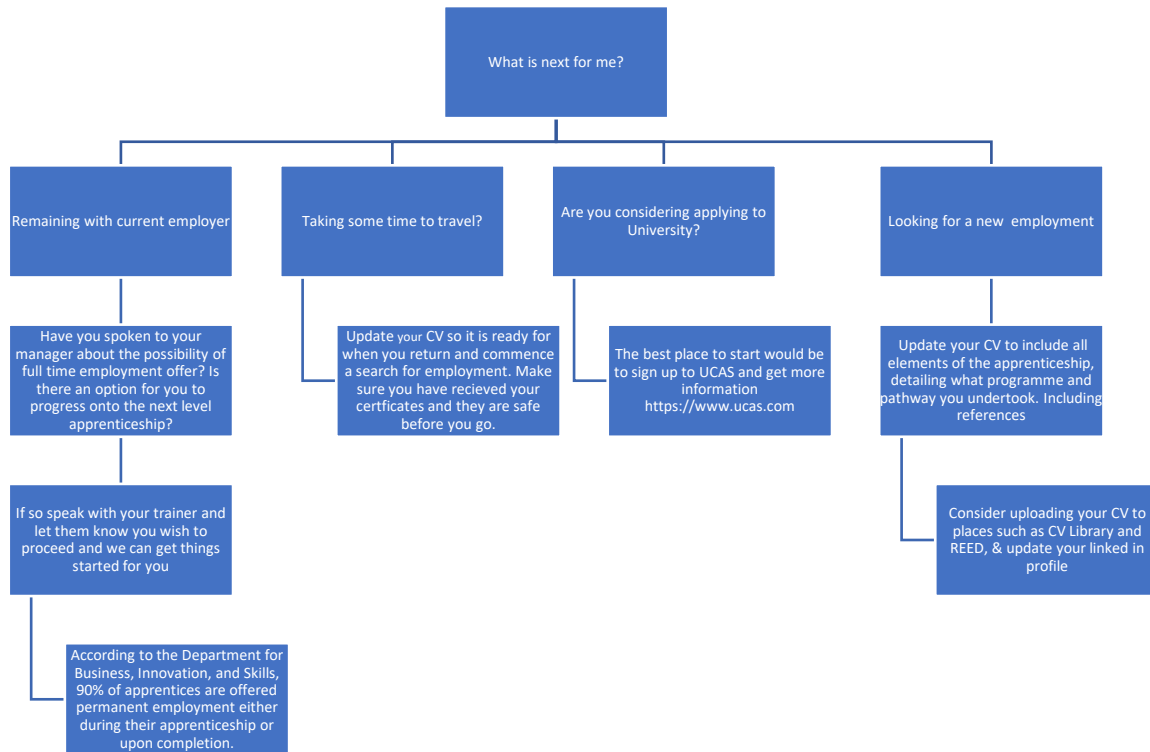 What is next for me?
Remaining with current employer
Taking some time to travel?
Are you considering applying to
University?
Looking for a new  employment
Have you spoken to your
manager about the possibility of
full time employment offer? Is
there an option for you to
progress onto the next level
apprenticeship?
Update your CV so it is ready for
when you return and commence
a search for employment. Make
sure you have recieved your
certficates and they are safe
before you go.
The best place to start would be
to sign up to UCAS and get more
information
https://www.ucas.com
Update your CV to include all
elements of the apprenticeship,
detailing what programme and
pathway you undertook. Including
references
If so speak with your trainer and
let them know you wish to
proceed and we can get things
started for you
Consider uploading your CV to
places such as CV Library and
REED, & update your linked in
profile
According to the Department for
Business, Innovation, and Skills,
90% of apprentices are offered
permanent employment either
during their apprenticeship or
upon completion.